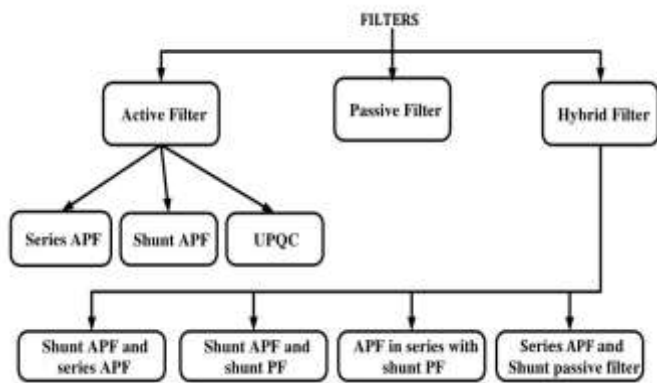 FILTERS
Active Filter
Passive Filter
Hybrid Filter
Series APF
Shunt APF
UPQC
Shunt APF and
series APF
Shunt APF and
shunt PF
APF in series with
shunt PF
Series APF and
Shunt passive filter